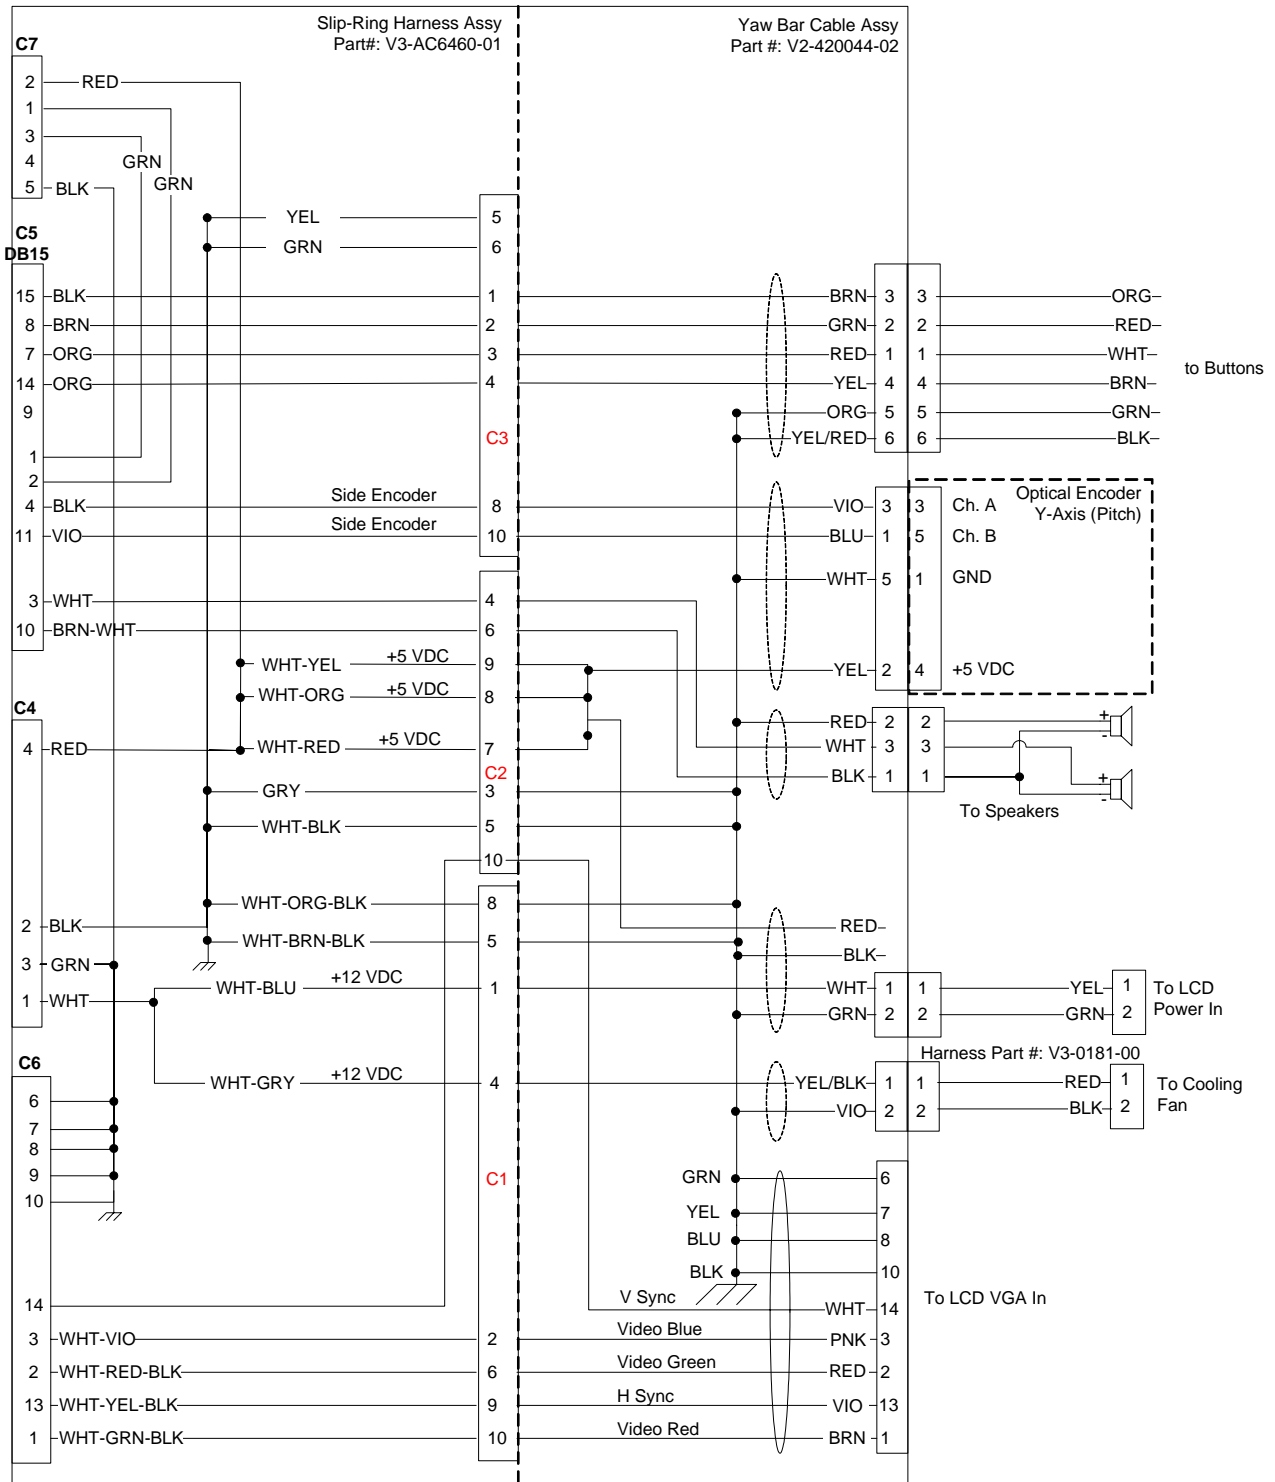 Slip-Ring Harness Assy
Part#: V3-AC6460-01
Yaw Bar Cable Assy
Part #: V2-420044-02
C7
2 RED
1
3
4 GRN
5 BLK GRN
C5
DB15
YEL 5
GRN 6
15 BLK 1 BRN 3 3 ORG
8 BRN 2 GRN 2 2 RED
7 ORG 3 RED 1 1 WHT
to Buttons
14 ORG 4 YEL 4 4 BRN
9 ORG 5 5 GRN
C3 YEL/RED 6 6 BLK
1
2
Optical Encoder
Y-Axis (Pitch)
4 BLK Side Encoder 8 VIO 3 3 Ch. A
11 VIO Side Encoder 10 BLU 1 5 Ch. B
WHT 5 1 GND
3 WHT 4
10 BRN-WHT 6
WHT-YEL +5 VDC 9 YEL 2 4 +5 VDC
WHT-ORG +5 VDC 8
C4
RED 2 2 + -
4 RED WHT-RED +5 VDC 7 WHT 3 3
C2 BLK 1 1 + -
GRY 3
To Speakers
WHT-BLK 5
10
WHT-ORG-BLK 8
2 BLK RED
WHT-BRN-BLK 5 BLK
3 GRN
WHT-BLU +12 VDC 1 WHT 1 1 YEL 1
1 WHT GRN 2 2 GRN 2
To LCD
Power In
Harness Part #: V3-0181-00
C6
WHT-GRY +12 VDC 4 YEL/BLK 1 1 RED 1
VIO 2 2 BLK 2
To Cooling
Fan
6
7
8
9
10
C1
GRN 6
YEL 7
BLU 8
BLK 10
To LCD VGA In
14 V Sync WHT 14
3 WHT-VIO 2 Video Blue PNK 3
2 WHT-RED-BLK 6 Video Green RED 2
13 WHT-YEL-BLK 9 H Sync VIO 13
1 WHT-GRN-BLK 10 Video Red BRN 1